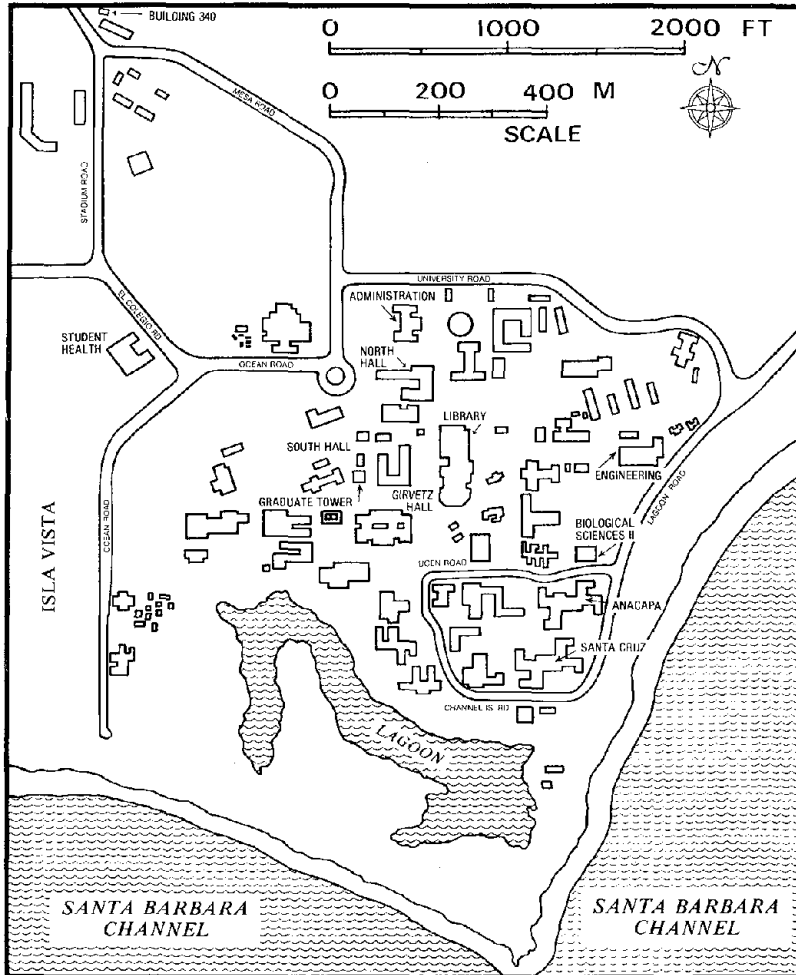 BUILDING 340
0 1000 2000 FT
0 200 400 M
SCALE
N
MESA ROAD
STADIUM ROAD
UNIVERSITY ROAD
ADMINISTRATION
EL COLEGIO RD
STUDENT
HEALTH
NORTH
HALL
OCEAN ROAD
LIBRARY
SOUTH HALL
ENGINEERING
GRADUATE TOWER
GIRVETZ
HALL
LAGOON ROAD
OCEAN ROAD
BIOLOGICAL
SCIENCES II
ISLA VISTA
UCEN ROAD
ANACAPA
SANTA CRUZ
CHANNEL IS. RD
LAGOON
SANTA BARBARA
CHANNEL
SANTA BARBARA
CHANNEL